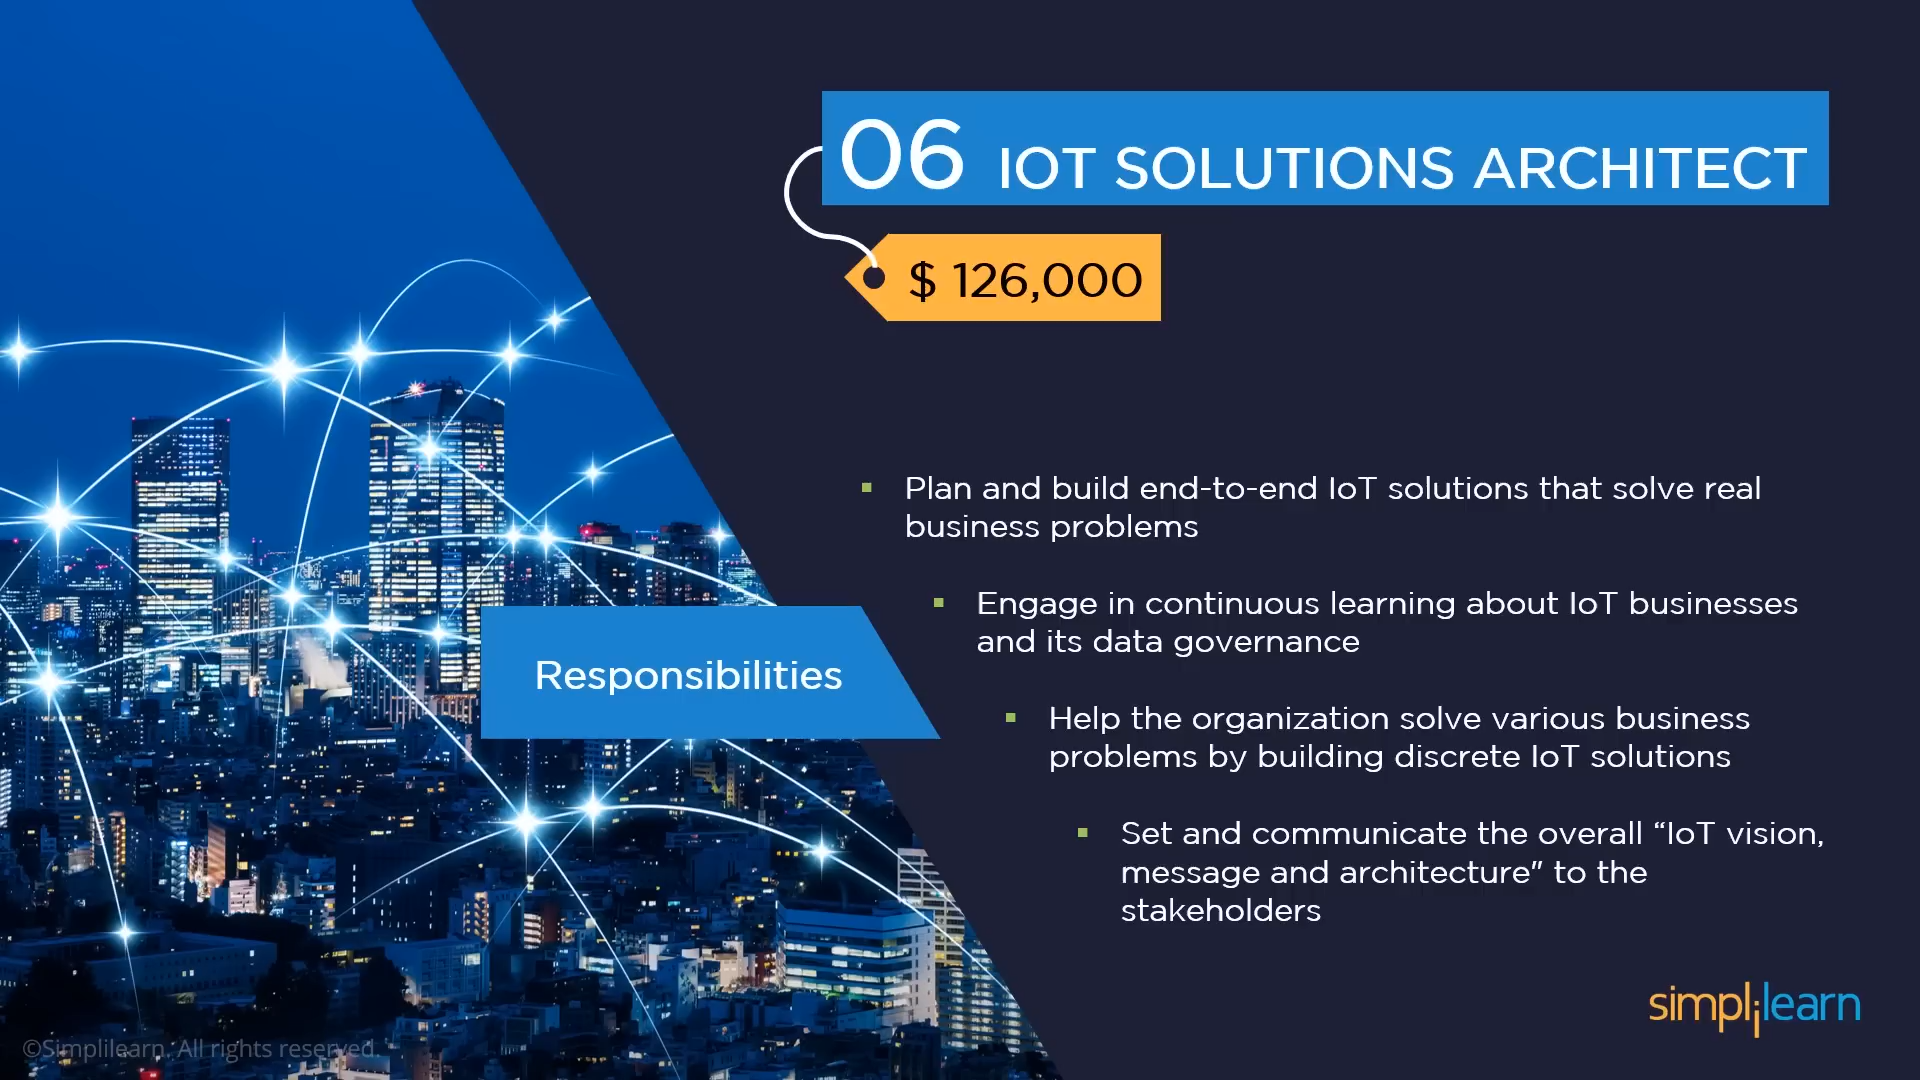 06 IOT SOLUTIONS ARCHITECT
$ 126,000
Plan and build end-to-end IoT solutions that solve real
business problems
Engage in continuous learning about IoT businesses
and its data governance
Responsibilities
Help the organization solve various business
problems by building discrete IoT solutions
Set and communicate the overall “IoT vision,
message and architecture" to the
stakeholders
simplilearn
©Simplilearn. All rights reserved.